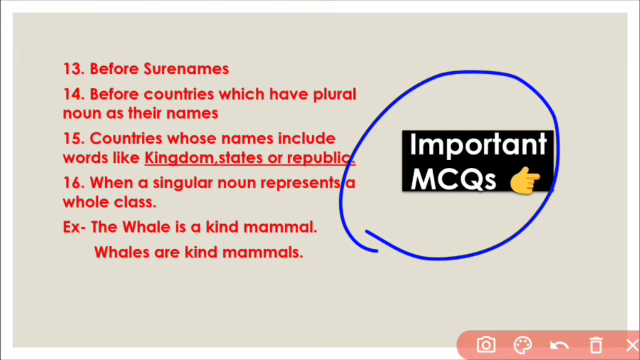 13. Before Surenames
14. Before countries which have plural
noun as their names
15. Countries whose names include
words like Kingdom,states or republic.
16. When a singular noun represents a
whole class.
Ex- The Whale is a kind mammal.
Whales are kind mammals.
Important
MCQs 👉